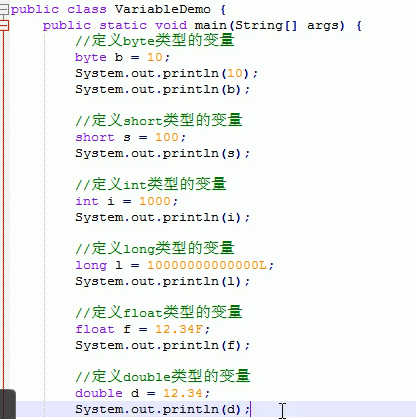 public class VariableDemo {
public static void main(String[] args) {
//定义byte类型的变量
byte b = 10;
System.out.println(10);
System.out.println(b);
//定义short类型的变量
short s = 100;
System.out.println(s);
//定义int类型的变量
int i = 1000;
System.out.println(i);
//定义long类型的变量
long l = 10000000000000L;
System.out.println(l);
//定义float类型的变量
float f = 12.34F;
System.out.println(f);
//定义double类型的变量
double d = 12.34;
System.out.println(d);